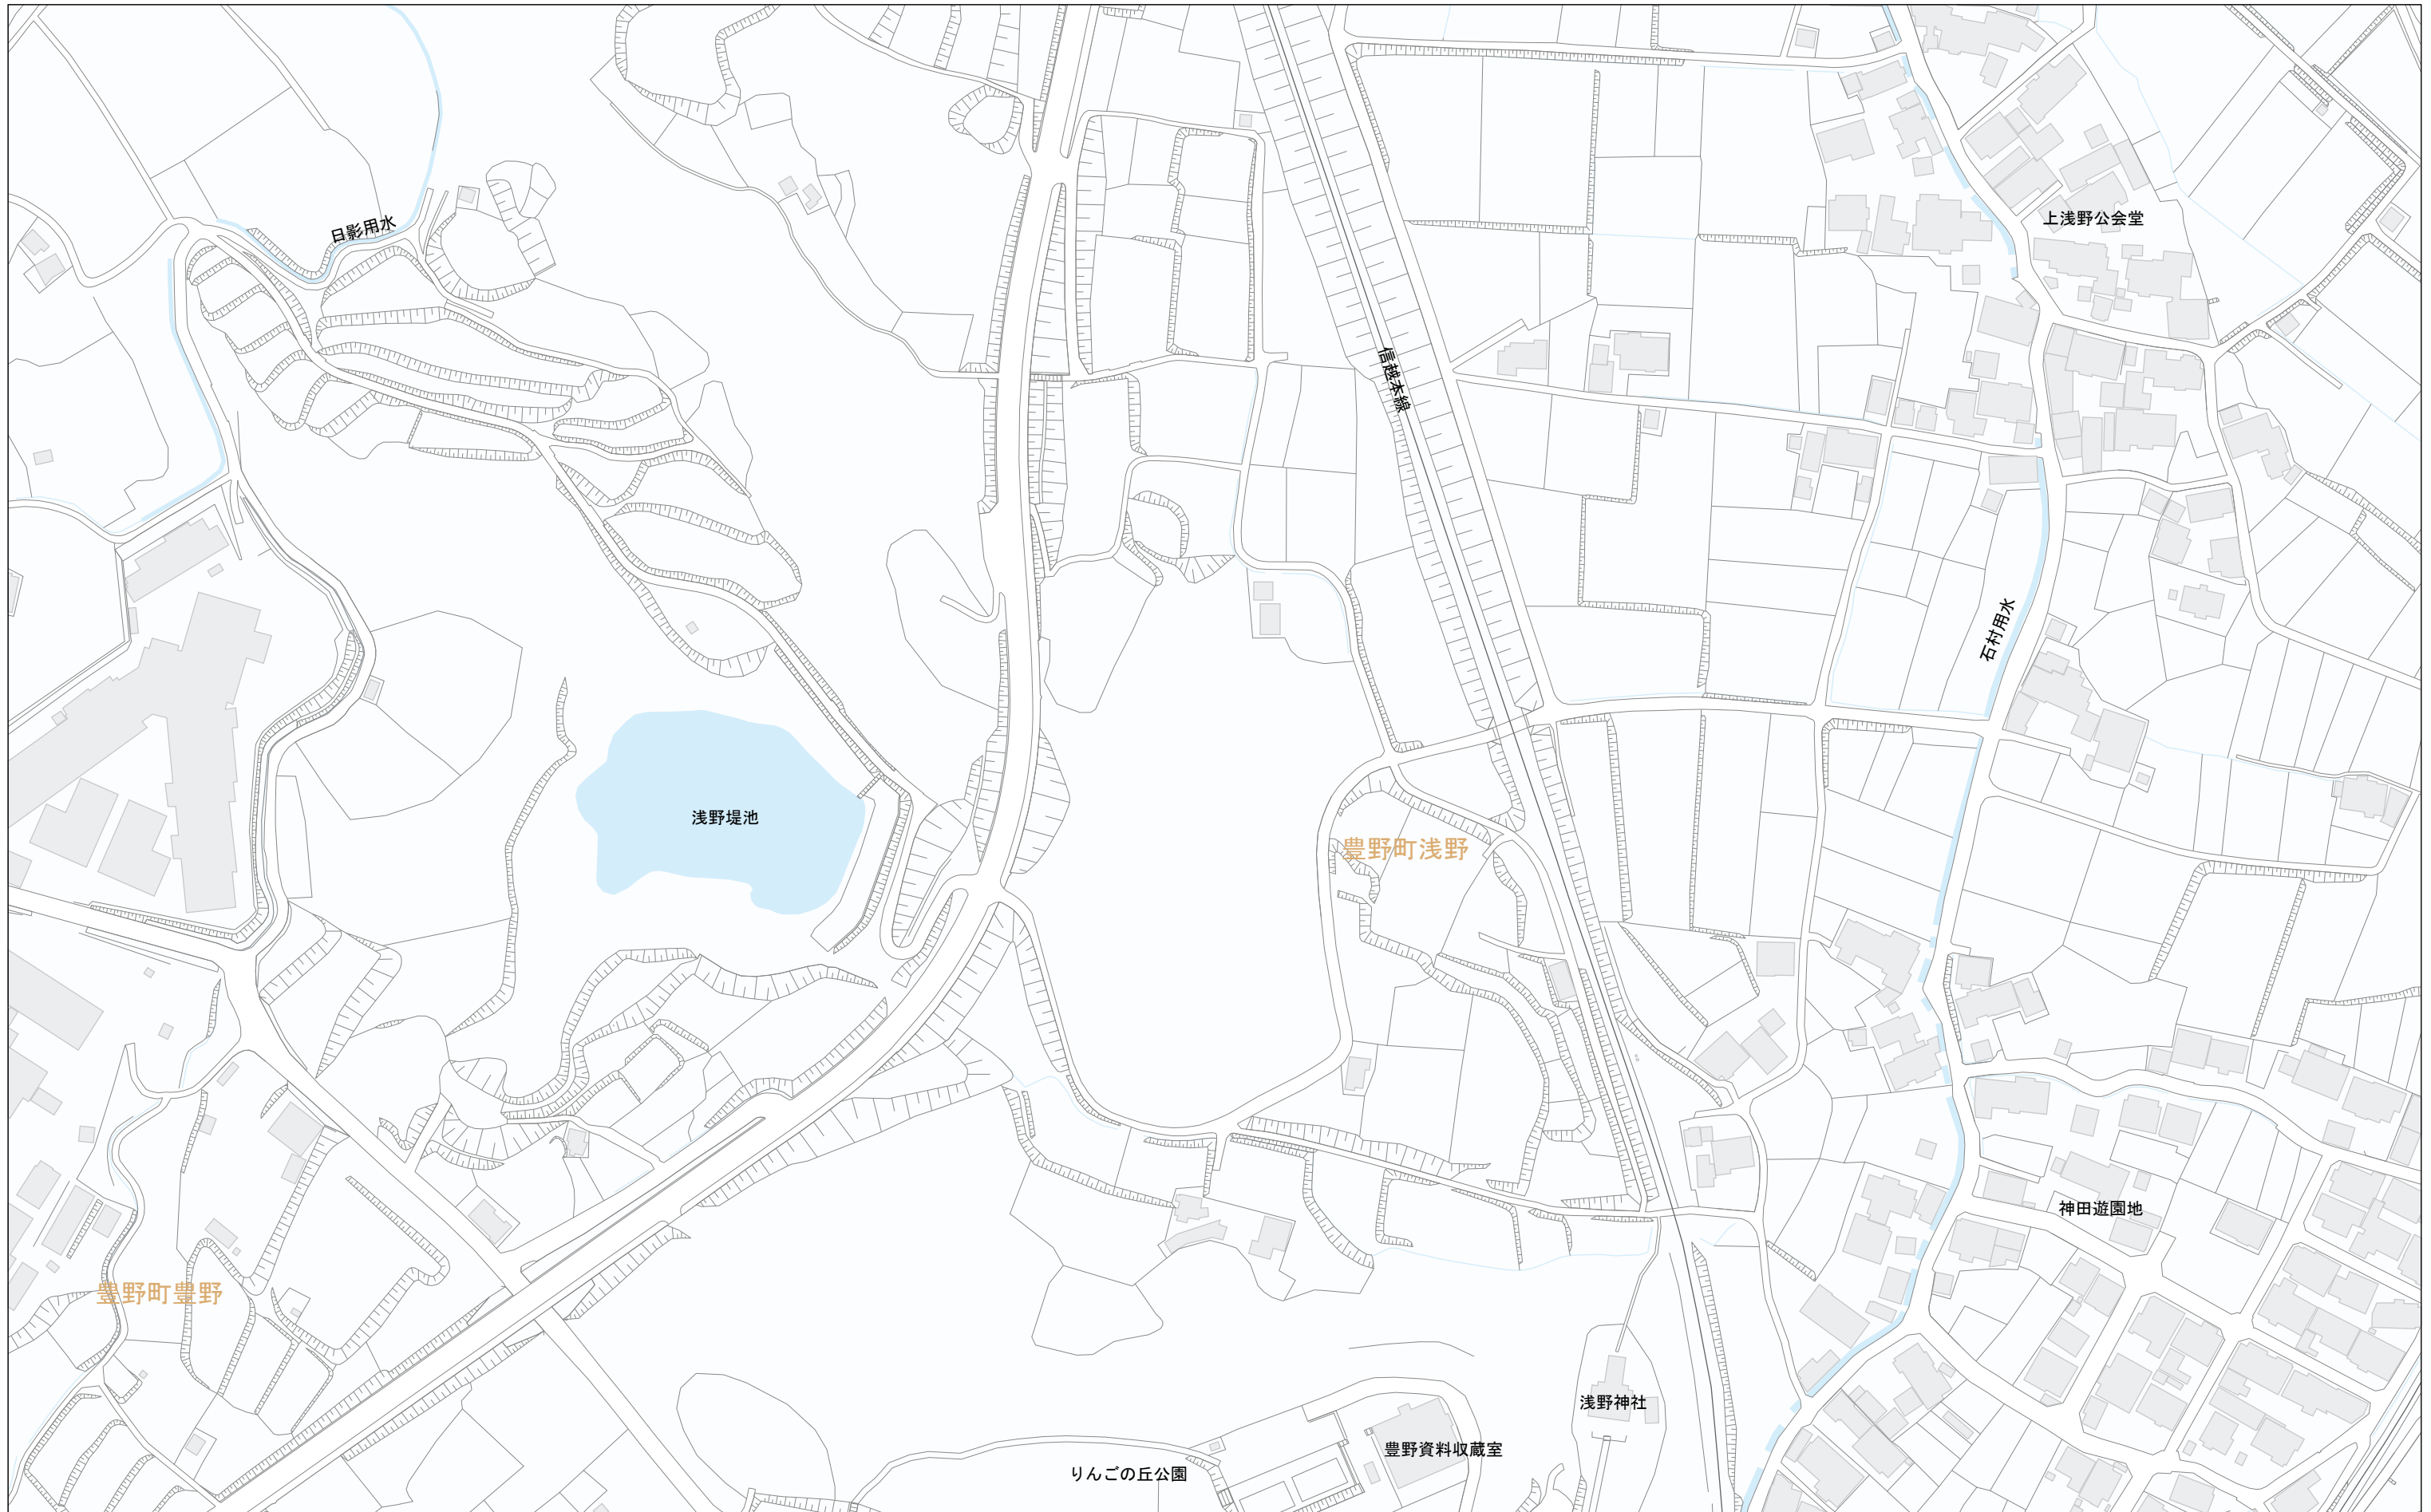 上浅野公会堂
日影用水
信越本線
石村用水
浅野堤池
豊野町浅野
神田遊園地
豊野町豊野
浅野神社
豊野資料収蔵室
りんごの丘公園